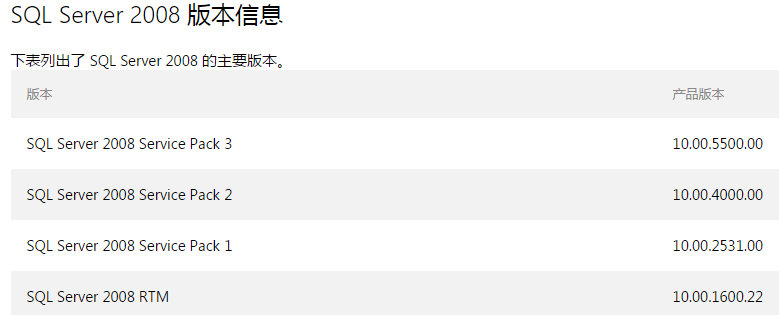 SQL Server 2008 版本信息
下表列出了 SQL Server 2008 的主要版本。
版本 产品版本
SQL Server 2008 Service Pack 3 10.00.5500.00
SQL Server 2008 Service Pack 2 10.00.4000.00
SQL Server 2008 Service Pack 1 10.00.2531.00
SQL Server 2008 RTM 10.00.1600.22